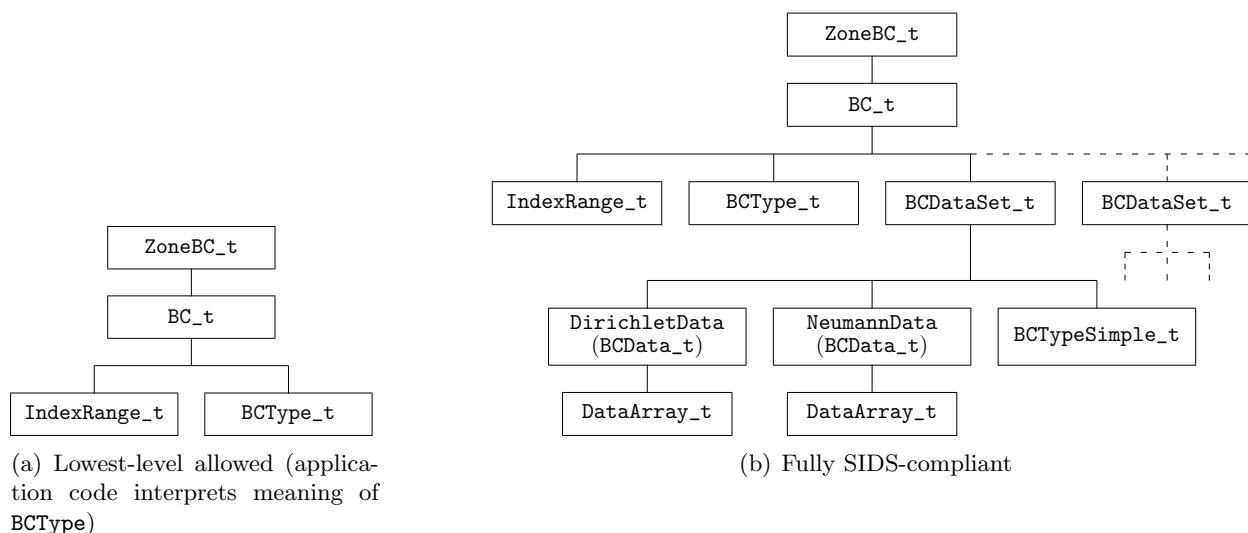 ZoneBC_t
BC_t
IndexRange_t
BCType_t
(a) Lowest-level allowed (applica-
tion code interprets meaning of
BCType)
ZoneBC_t
BC_t
IndexRange_t
BCType_t
BCDataSet_t
BCDataSet_t
DirichletData
(BCData_t)
NeumannData
(BCData_t)
BCTypeSimple_t
DataArray_t
DataArray_t
(b) Fully SIDS-compliant